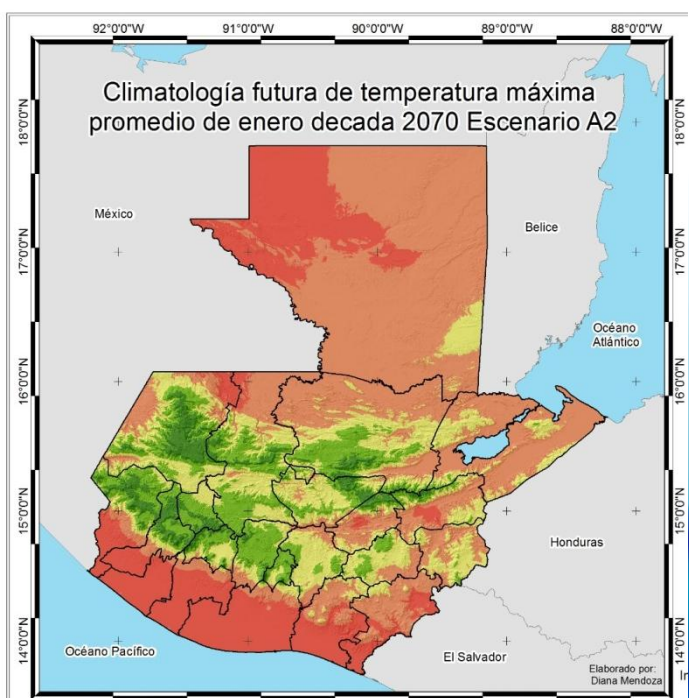 92°0'0"W 91°0'0"W 90°0'0"W 89°0'0"W 88°0'0"W
Climatología futura de temperatura máxima
promedio de enero decada 2070 Escenario A2
18°0'0"N 18°0'0"N
México
Belice
17°0'0"N 17°0'0"N
Océano
Atlántico
16°0'0"N 16°0'0"N
15°0'0"N 15°0'0"N
Honduras
14°0'0"N 14°0'0"N
Océano Pacífico
El Salvador
Elaborado por:
Diana Mendoza